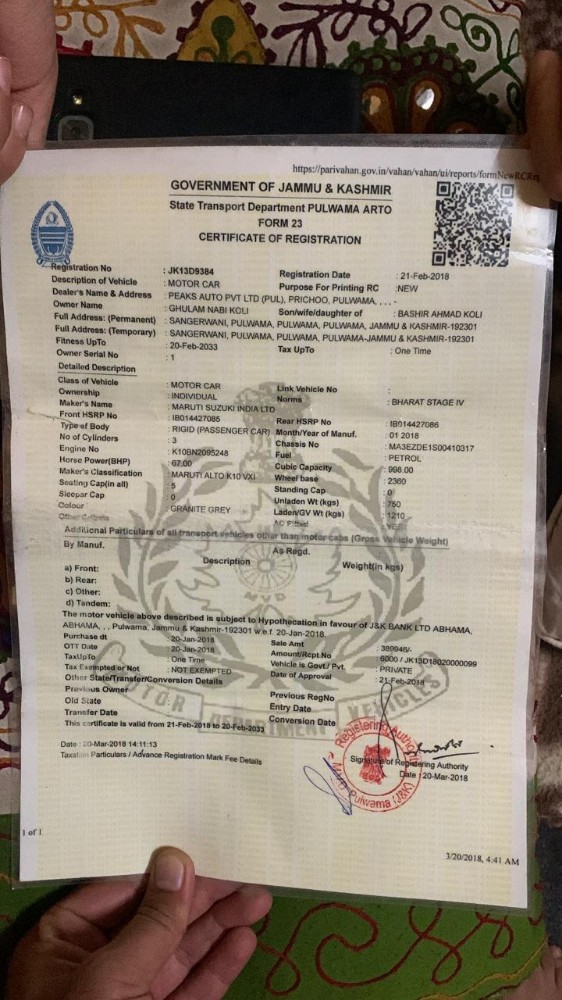 https://parivahan.gov.in/vahan/vahan/ui/reports/formNewRCRep
GOVERNMENT OF JAMMU & KASHMIR
State Transport Department PULWAMA ARTO
FORM 23
CERTIFICATE OF REGISTRATION
Registration No : JK13D9384 Registration Date : 21-Feb-2018
Description of Vehicle : MOTOR CAR Purpose For Printing RC :NEW
Dealer's Name & Address : PEAKS AUTO PVT LTD (PUL), PRICHOO, PULWAMA, , , , -
Owner Name : GHULAM NABI KOLI Son/wife/daughter of : BASHIR AHMAD KOLI
Full Address: (Permanent) : SANGERWANI, PULWAMA, PULWAMA, PULWAMA, JAMMU & KASHMIR-192301
Full Address: (Temporary) : SANGERWANI, PULWAMA, PULWAMA, PULWAMA-JAMMU & KASHMIR-192301
Fitness UpTo : 20-Feb-2033 Tax UpTo : One Time
Owner Serial No : 1
Detailed Description
Class of Vehicle : MOTOR CAR Link Vehicle No :
Ownership : INDIVIDUAL Norms : BHARAT STAGE IV
Maker's Name : MARUTI SUZUKI INDIA LTD
Front HSRP No : IB014427085 Rear HSRP No : IB014427086
Type of Body : RIGID (PASSENGER CAR) Month/Year of Manuf. : 01 2018
No of Cylinders : 3 Chassis No : MA3EZDE1S00410317
Engine No : K10BN2095248 Fuel : PETROL
Horse Power(BHP) : 67.00 Cubic Capacity : 998.00
Maker's Classification : MARUTI ALTO K10 VXI Wheel base : 2360
Seating Cap(in all) : 5 Standing Cap : 0
Sleeper Cap : 0 Unladen Wt (kgs) : 750
Colour : GRANITE GREY Laden/GV Wt (kgs) : 1210
Other Criteria AC Fitted : YES
Additional Particulars of all transport vehicles other than motor cabs (Gross Vehicle Weight)
By Manuf. As Regd.
Description Weight(in kgs)
a) Front:
b) Rear:
c) Other:
d) Tandem:
The motor vehicle above described is subject to Hypothecation in favour of J&K BANK LTD ABHAMA,
ABHAMA, , , Pulwama, Jammu & Kashmir-192301 w.e.f. 20-Jan-2018.
Purchase dt : 20-Jan-2018 Sale Amt : 389945/-
OTT Date : 20-Jan-2018 Amount/Rcpt No : 6000 / JK13D18020000099
TaxUpTo : One Time Vehicle is Govt./ Pvt. : PRIVATE
Tax Exempted or Not : NOT EXEMPTED Date of Approval : 21-Feb-2018
Other State/Transfer/Conversion Details
Previous Owner Previous RegNo
Old State Entry Date
Transfer Date Conversion Date
This certificate is valid from 21-Feb-2018 to 20-Feb-2033
MVD
MOTOR VEHICLES
DEPARTMENT
Date : 20-Mar-2018 14:11:13
Taxation Particulars / Advance Registration Mark Fee Details
Signature of Registering Authority
Date : 20-Mar-2018
Registering Authority
MVD Pulwama (J&K)
1 of 1
3/20/2018, 4:41 AM